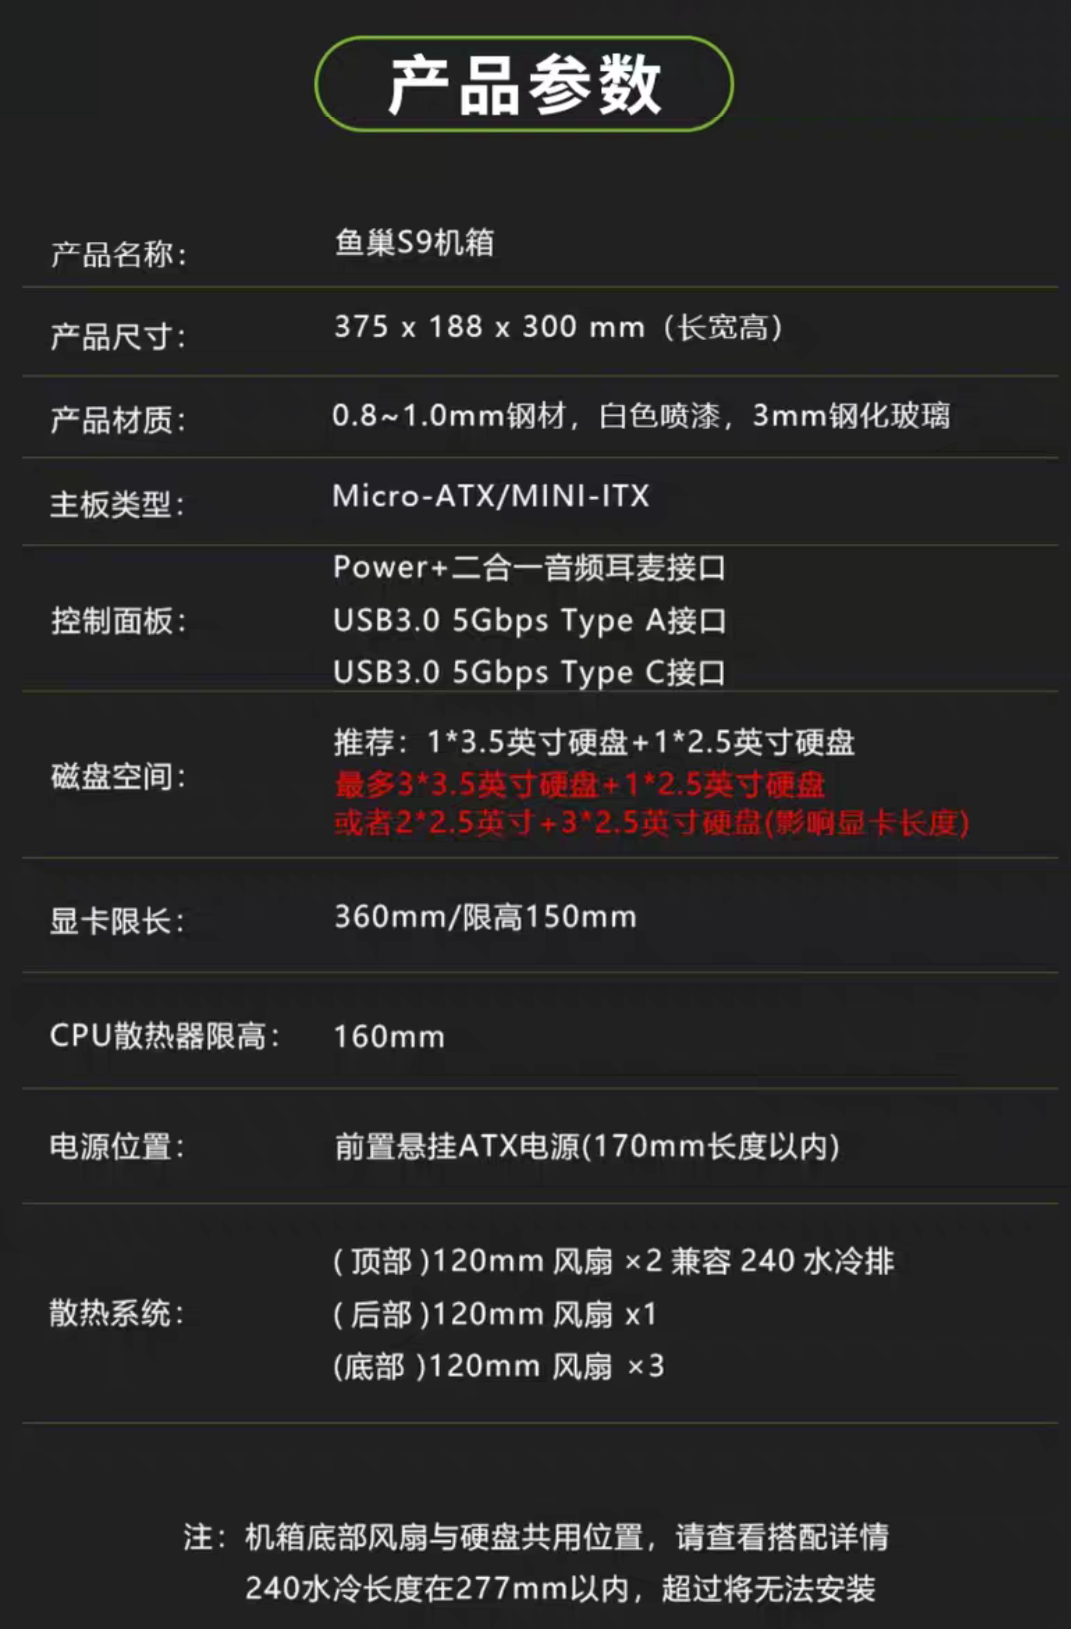 产品参数
产品名称：
鱼巢S9机箱
产品尺寸：
375 x 188 x 300 mm（长宽高）
产品材质：
0.8~1.0mm钢材，白色喷漆，3mm钢化玻璃
主板类型：
Micro-ATX/MINI-ITX
控制面板：
Power+二合一音频耳麦接口
USB3.0 5Gbps Type A接口
USB3.0 5Gbps Type C接口
磁盘空间：
推荐：1*3.5英寸硬盘+1*2.5英寸硬盘
最多3*3.5英寸硬盘+1*2.5英寸硬盘
或者2*2.5英寸+3*2.5英寸硬盘(影响显卡长度)
显卡限长：
360mm/限高150mm
CPU散热器限高：
160mm
电源位置：
前置悬挂ATX电源(170mm长度以内)
散热系统：
( 顶部 )120mm 风扇 ×2 兼容 240 水冷排
( 后部 )120mm 风扇 x1
(底部 )120mm 风扇 ×3
注：机箱底部风扇与硬盘共用位置，请查看搭配详情
240水冷长度在277mm以内，超过将无法安装